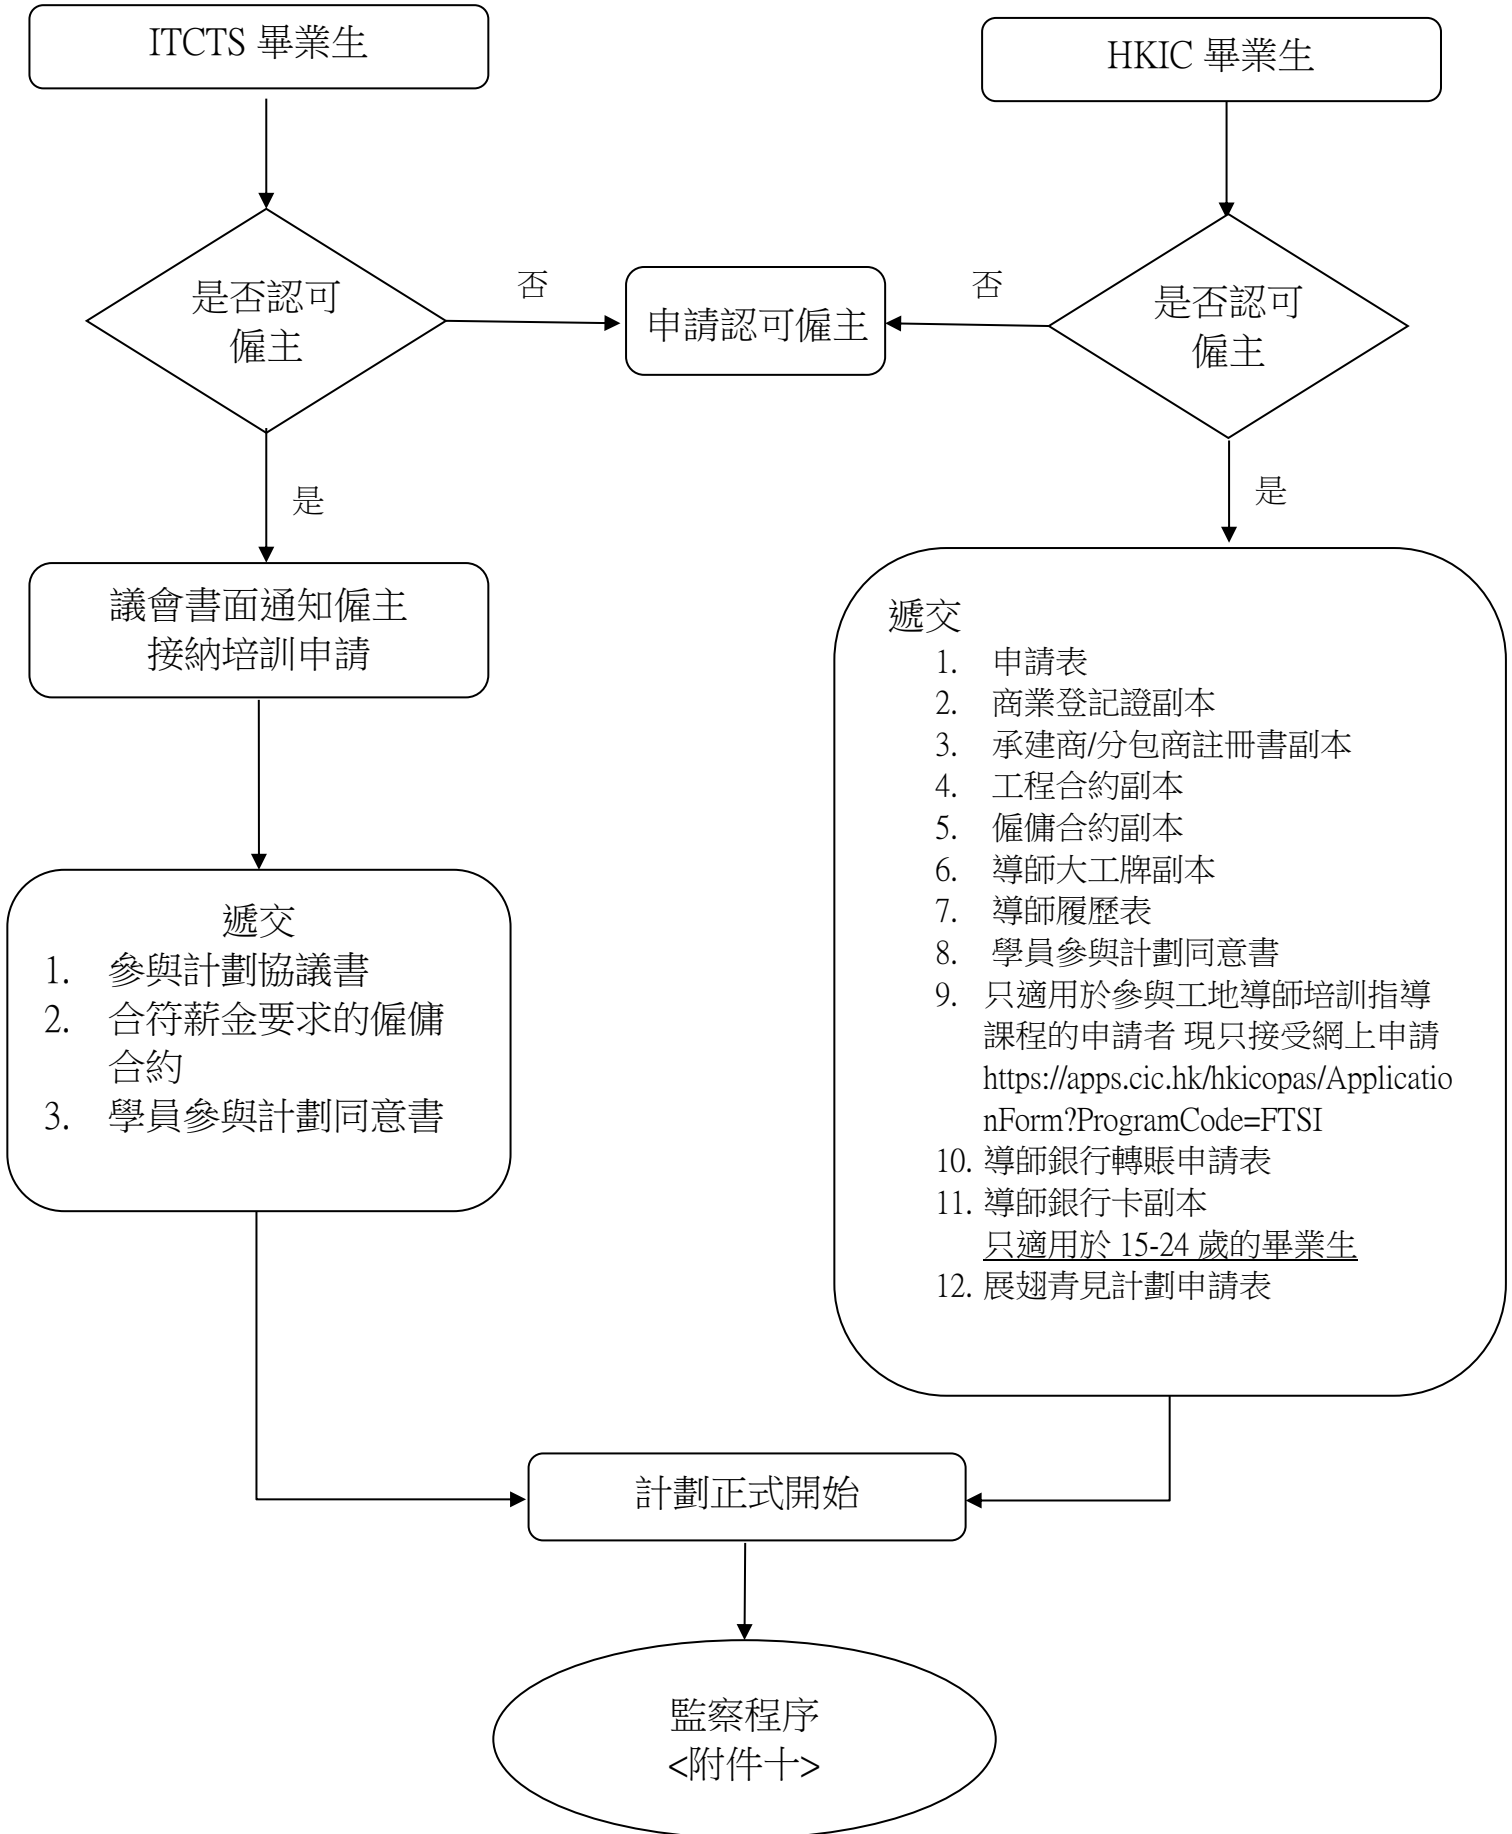 ITCTS 畢業生
HKIC 畢業生
是否認可
僱主
否
申請認可僱主
否
是否認可
僱主
是
是
議會書面通知僱主
接納培訓申請
遞交
1. 參與計劃協議書
2. 合符薪金要求的僱傭
合約
3. 學員參與計劃同意書
遞交
1. 申請表
2. 商業登記證副本
3. 承建商/分包商註冊書副本
4. 工程合約副本
5. 僱傭合約副本
6. 導師大工牌副本
7. 導師履歷表
8. 學員參與計劃同意書
9. 只適用於參與工地導師培訓指導
課程的申請者 現只接受網上申請
https://apps.cic.hk/hkicopas/Applicatio
nForm?ProgramCode=FTSI
10. 導師銀行轉賬申請表
11. 導師銀行卡副本
只適用於 15-24 歲的畢業生
12. 展翅青見計劃申請表
計劃正式開始
監察程序
<附件十>